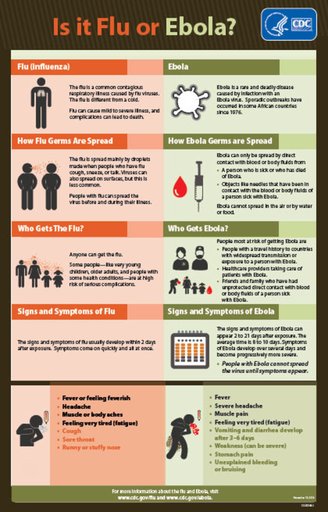 Is it Flu or Ebola?
CDC
Flu (influenza)
The flu is a common contagious
respiratory illness caused by flu viruses.
The flu is different from a cold.
Flu can cause mild to severe illness, and
complications can lead to death.
Ebola
Ebola is a rare and deadly disease
caused by infection with an
Ebola virus. Sporadic outbreaks have
occurred in some African countries
since 1976.
How Flu Germs Are Spread
The flu is spread mainly by droplets
made when people who have flu
cough, sneeze, or talk. Viruses can
also spread on surfaces, but this is
less common.
People with flu can spread the
virus before and during their illness.
How Ebola Germs are Spread
Ebola can only be spread by direct
contact with blood or body fluids from
• A person who is sick or who has died
of Ebola.
• Objects like needles that have been in
contact with the blood or body fluids of
a person sick with Ebola.
Ebola cannot be spread in the air or by water
or food.
Who Gets The Flu?
Anyone can get the flu.
Some people—like very young
children, older adults, and people with
some health conditions—are at high
risk of serious complications.
Who Gets Ebola?
People most at risk of getting Ebola are
• People with a travel history to countries
with widespread transmission or
exposure to a person with Ebola.
• Healthcare providers taking care of
patients with Ebola.
• Friends and family who have had
unprotected direct contact with blood
or body fluids of a person sick
with Ebola.
Signs and Symptoms of Flu
The signs and symptoms of flu usually develop within 2 days
after exposure. Symptoms come on quickly and all at once.
Signs and Symptoms of Ebola
The signs and symptoms of Ebola can
appear 2 to 21 days after exposure. The
average time is 8 to 10 days. Symptoms
of Ebola develop over several days and
become progressively more severe.
• People with Ebola cannot spread
the virus until symptoms appear.
• Fever or feeling feverish
• Headache
• Muscle or body aches
• Feeling very tired (fatigue)
• Cough
• Sore throat
• Runny or stuffy nose
• Fever
• Severe headache
• Muscle pain
• Feeling very tired (fatigue)
• Vomiting and diarrhea develop
after 3–6 days
• Weakness (can be severe)
• Stomach pain
• Unexplained bleeding
or bruising
For more information about the flu and Ebola, visit
www.cdc.gov/flu and www.cdc.gov/ebola.